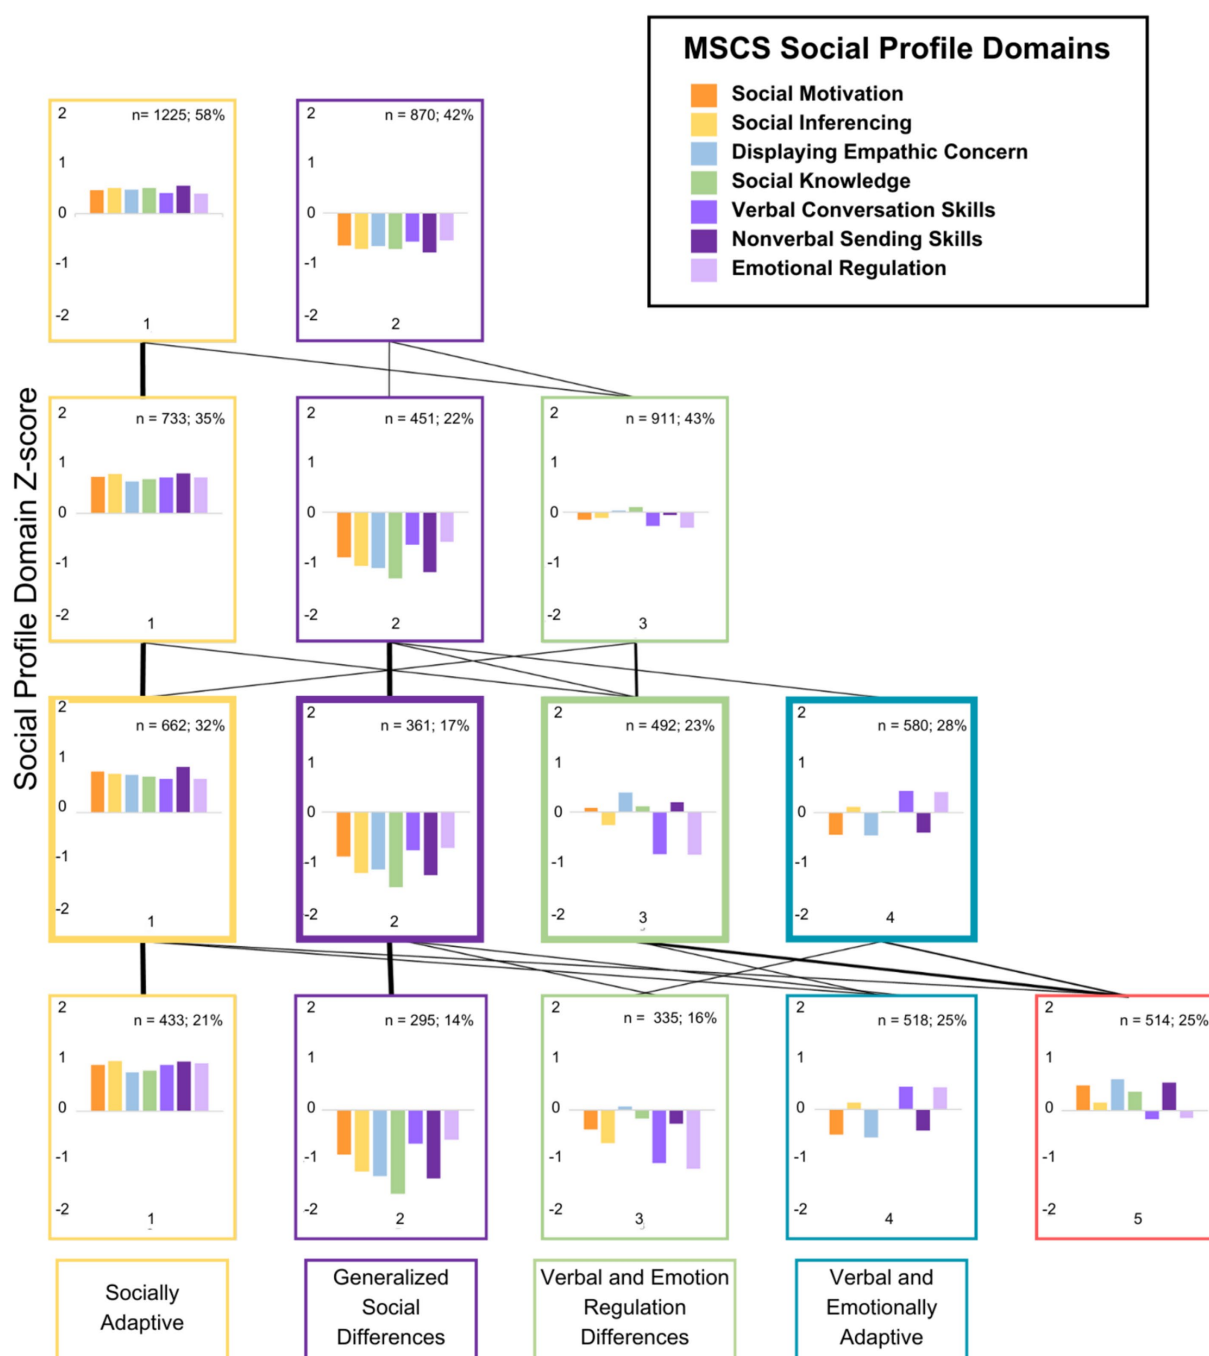 MSCS Social Profile Domains
Social Motivation
Social Inferencing
Displaying Empathic Concern
Social Knowledge
Verbal Conversation Skills
Nonverbal Sending Skills
Emotional Regulation
Social Profile Domain Z-score
2
n= 1225; 58%
1
0
-1
-2
1
2
n = 870; 42%
1
0
-1
-2
2
2
n = 733; 35%
1
0
-1
-2
1
2
n = 451; 22%
1
0
-1
-2
2
2
n = 911; 43%
1
0
-1
-2
3
2
n = 662; 32%
1
0
-1
-2
1
2
n = 361; 17%
1
0
-1
-2
2
2
n = 492; 23%
1
0
-1
-2
3
2
n = 580; 28%
1
0
-1
-2
4
2
n = 433; 21%
1
0
-1
-2
1
2
n = 295; 14%
1
0
-1
-2
2
2
n = 335; 16%
1
0
-1
-2
3
2
n = 518; 25%
1
0
-1
-2
4
2
n = 514; 25%
1
0
-1
-2
5
Socially
Adaptive
Generalized
Social
Differences
Verbal and Emotion
Regulation
Differences
Verbal and
Emotionally
Adaptive